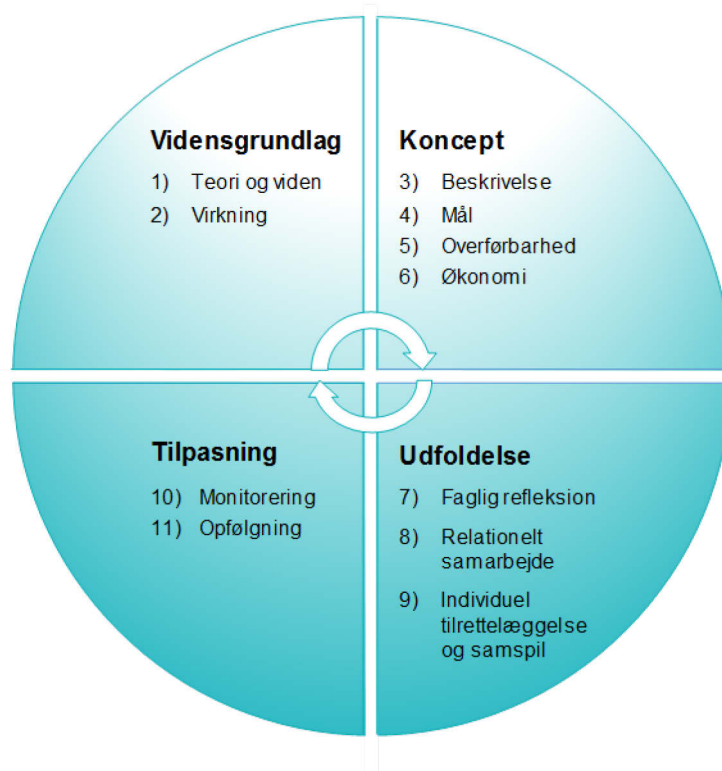 Vidensgrundlag
1) Teori og viden
2) Virkning
Koncept
3) Beskrivelse
4) Mål
5) Overførbarhed
6) Økonomi
Udfoldelse
7) Faglig refleksion
8) Relationelt
samarbejde
9) Individuel
tilrettelæggelse
og samspil
Tilpasning
10) Monitorering
11) Opfølgning